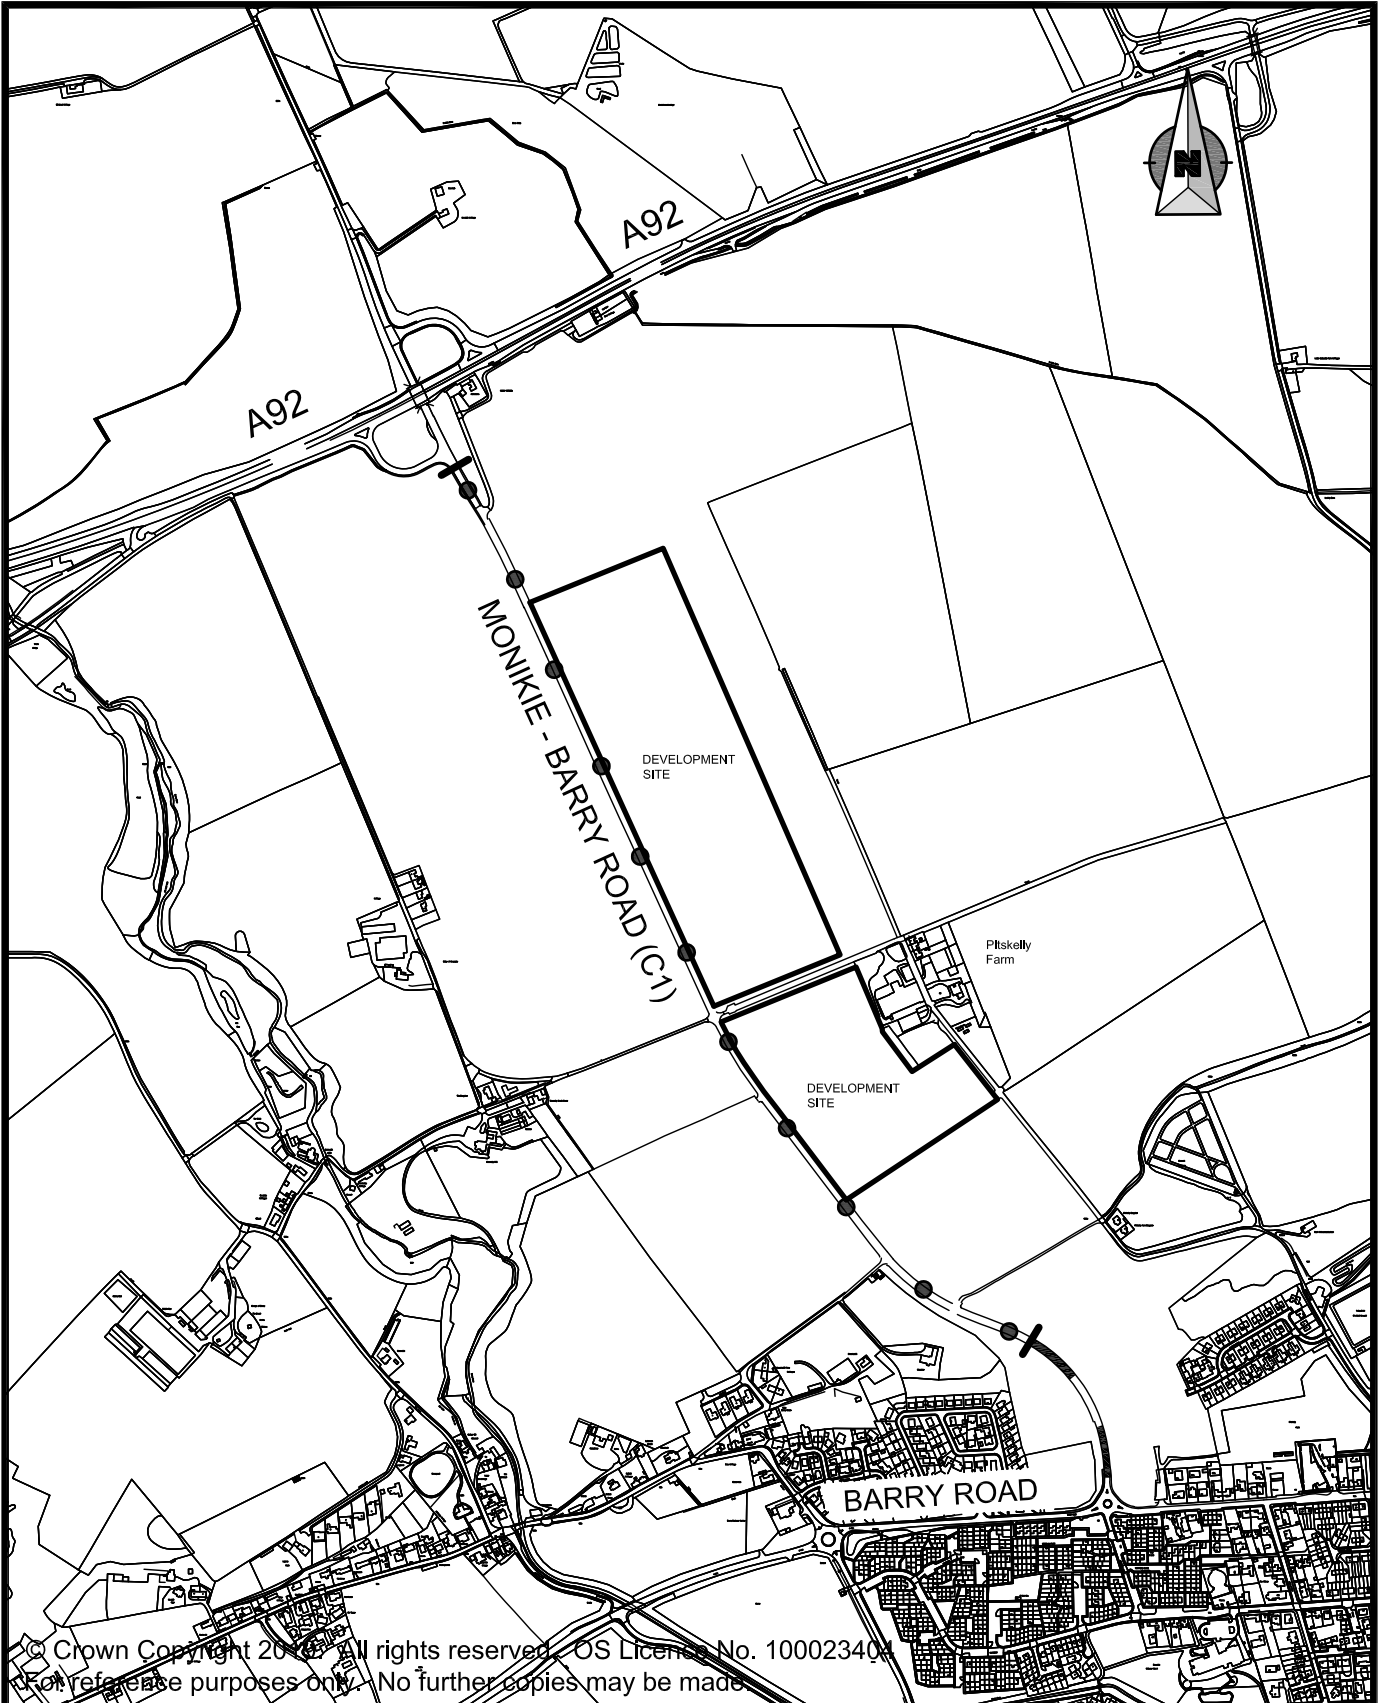 N
A92
A92
MONIKIE - BARRY ROAD (C1)
DEVELOPMENT
SITE
Pitskelly
Farm
DEVELOPMENT
SITE
BARRY ROAD
© Crown Copyright All rights reserved. OS Licence No. 100023404
For reference purposes only. No further copies may be made.